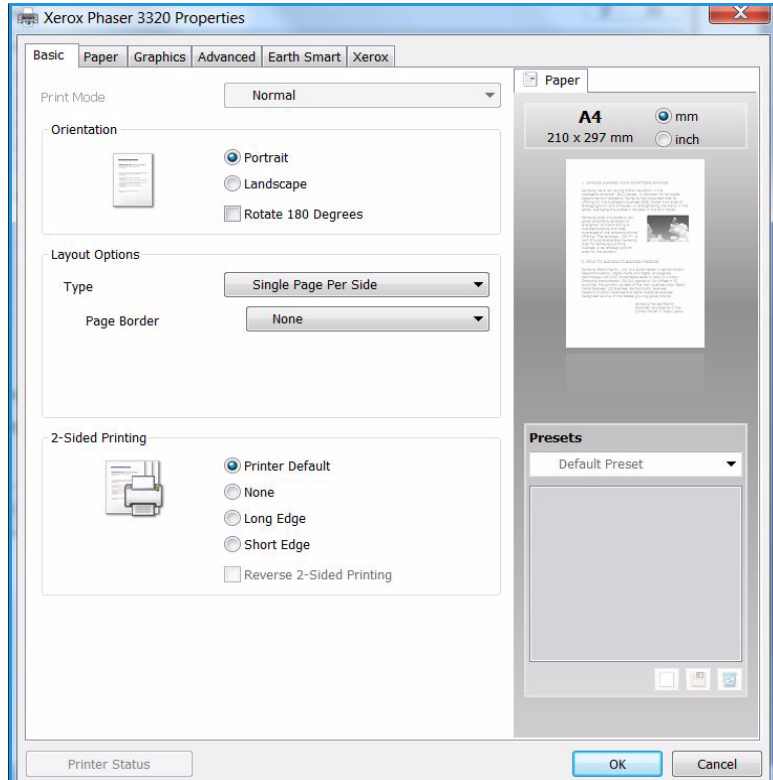 Xerox Phaser 3320 Properties
Basic
Paper
Graphics
Advanced
Earth Smart
Xerox
Print Mode
Normal
Orientation
Portrait
Landscape
Rotate 180 Degrees
Layout Options
Type
Single Page Per Side
Page Border
None
2-Sided Printing
Printer Default
None
Long Edge
Short Edge
Reverse 2-Sided Printing
Paper
A4
210 x 297 mm
mm
inch
Presets
Default Preset
Printer Status
OK
Cancel